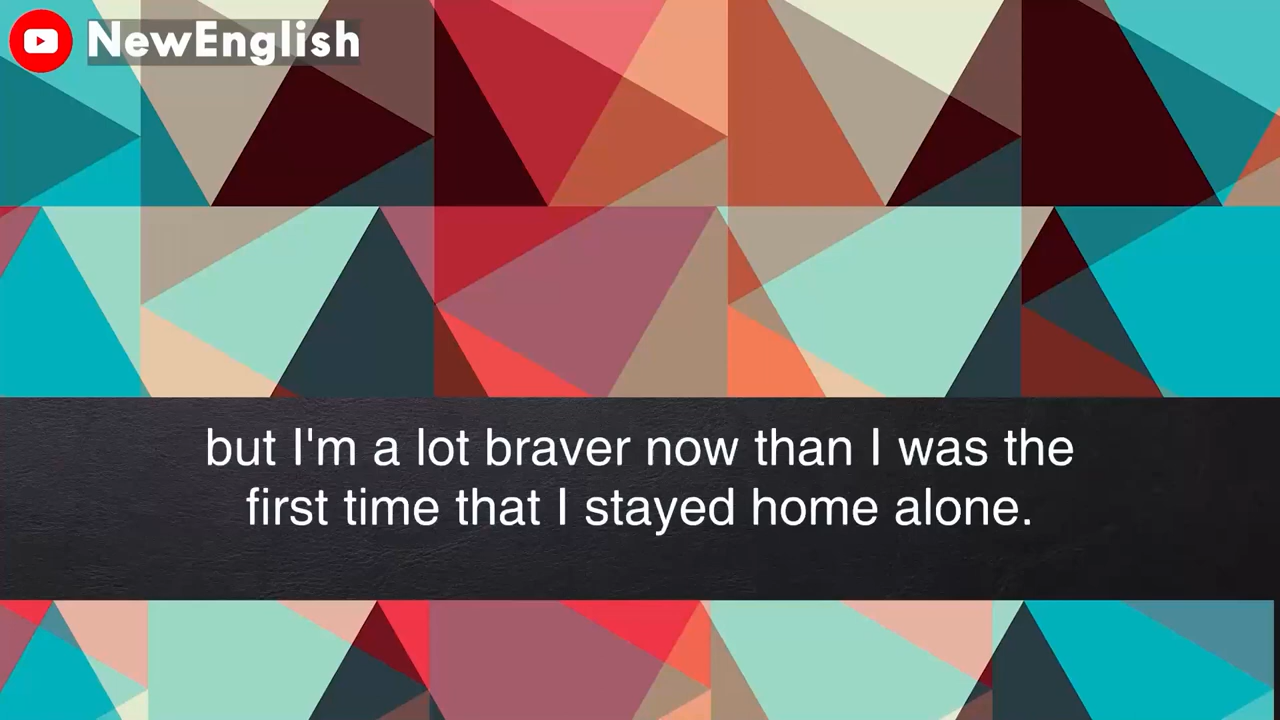 NewEnglish
but I'm a lot braver now than I was the
first time that I stayed home alone.